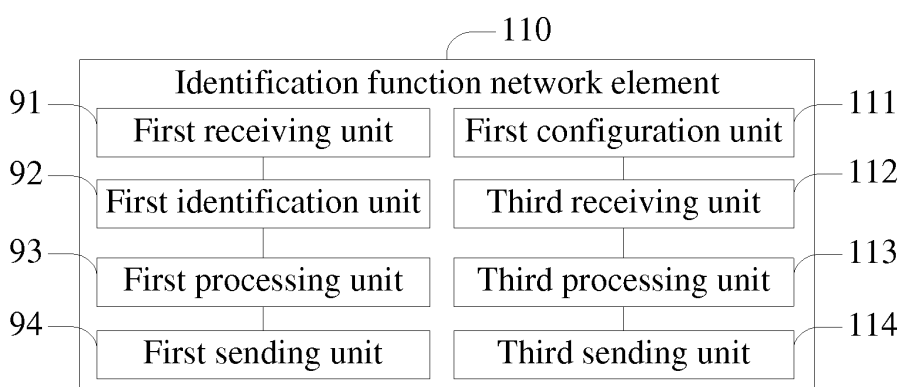 110
Identification function network element
91 First receiving unit First configuration unit 111
92 First identification unit Third receiving unit 112
93 First processing unit Third processing unit 113
94 First sending unit Third sending unit 114